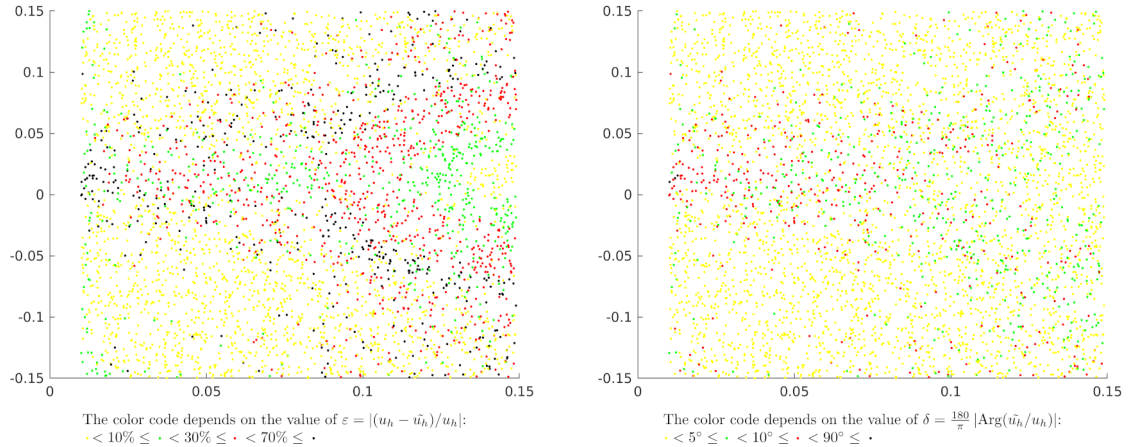 0.15 0.15
0.1 0.1
0.05 0.05
0 0
-0.05 -0.05
-0.1 -0.1
-0.15 -0.15
0 0.05 0.1 0.15 0 0.05 0.1 0.15
The color code depends on the value of ε = |(u_h − ũ_h)/u_h|:
• < 10% ≤ • < 30% ≤ • < 70% ≤ •
The color code depends on the value of δ = 180/π |Arg(ũ_h/u_h)|:
• < 5° ≤ • < 10° ≤ • < 90° ≤ •